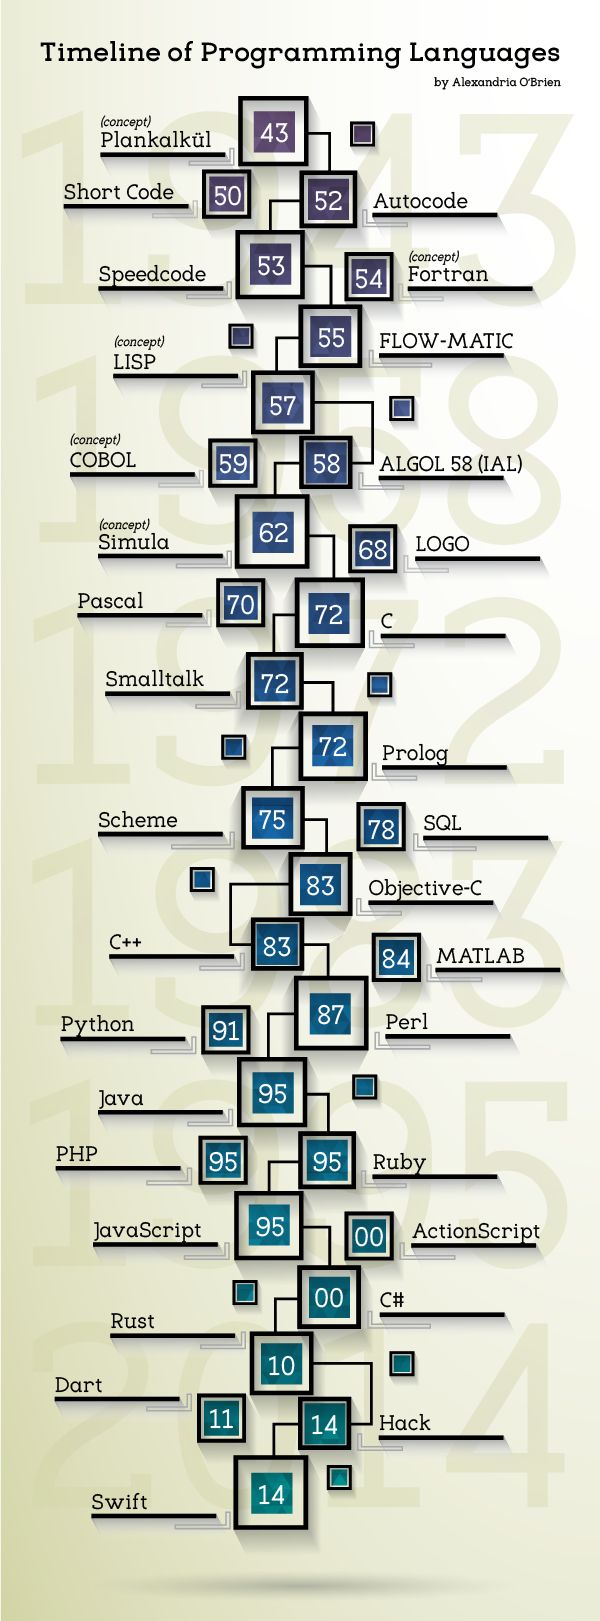 Timeline of Programming Languages
by Alexandria O'Brien
1943
(concept)
Plankalkül
43
Short Code
50
52
Autocode
53
Speedcode
54
(concept)
Fortran
55
FLOW-MATIC
1958
(concept)
LISP
57
(concept)
COBOL
59
58
ALGOL 58 (IAL)
(concept)
Simula
62
68
LOGO
1972
Pascal
70
72
C
Smalltalk
72
72
Prolog
Scheme
75
78
SQL
1983
83
Objective-C
C++
83
84
MATLAB
87
Perl
Python
91
1995
Java
95
PHP
95
95
Ruby
JavaScript
95
00
ActionScript
00
C#
2014
Rust
10
Dart
11
14
Hack
Swift
14